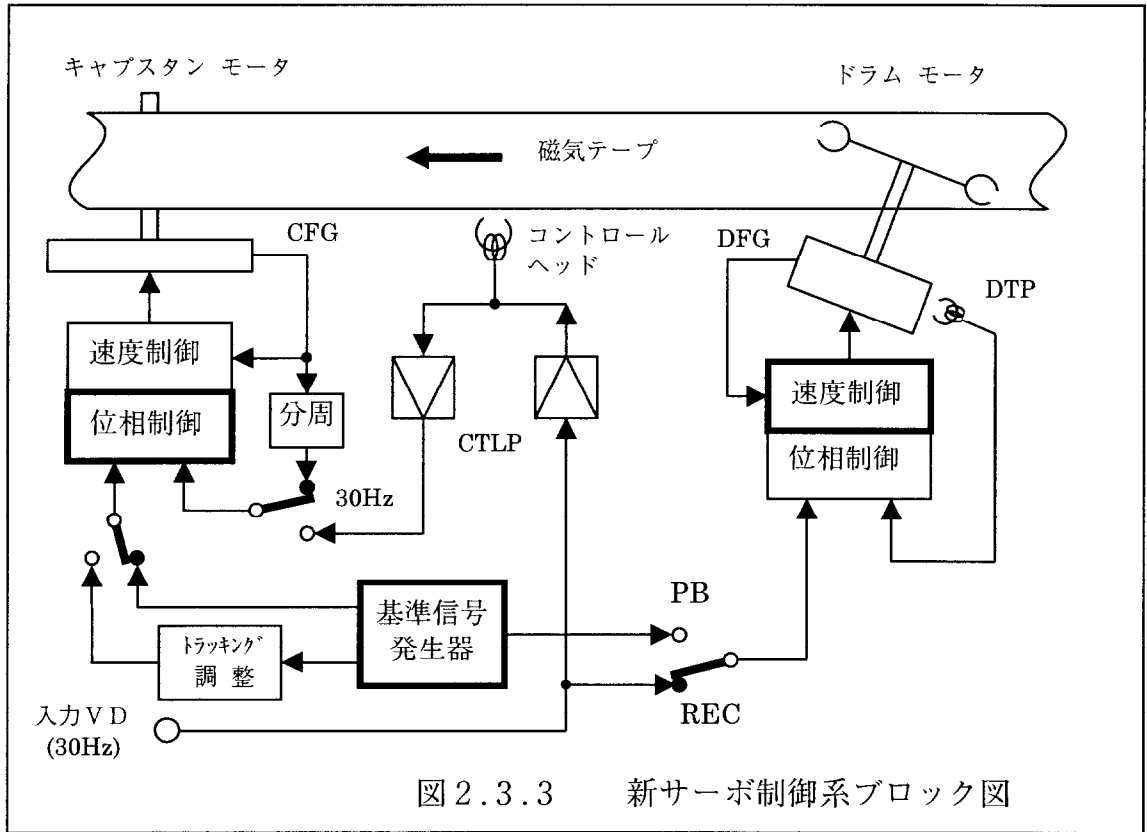 キャプスタン モータ
ドラム モータ
磁気テープ
CFG
コントロール
ヘッド
DFG
DTP
速度制御
位相制御
分周
CTLP
30Hz
速度制御
位相制御
基準信号
発生器
PB
トラッキング
調 整
REC
入力VD
(30Hz)
図2.3.3 新サーボ制御系ブロック図